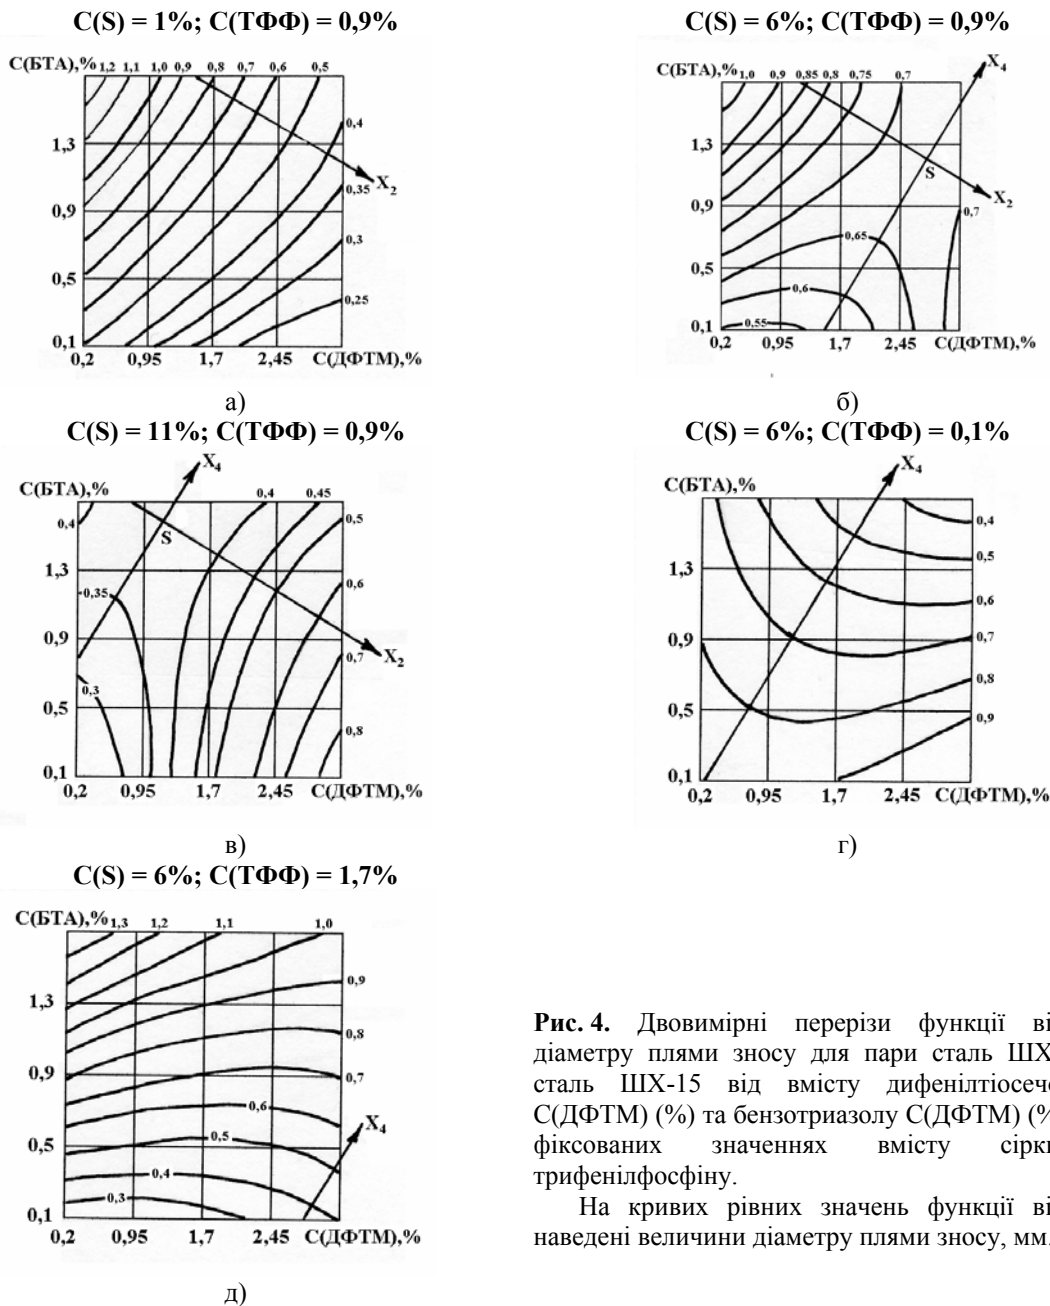 C(S) = 1%; C(ТФФ) = 0,9%
C(S) = 6%; C(ТФФ) = 0,9%
С(БТА),% 1,2 1,1 1,0 0,9 0,8 0,7 0,6 0,5
1,3
0,9
0,5
0,1
0,4
0,35
0,3
0,25
X2
0,2 0,95 1,7 2,45 С(ДФТМ),%
а)
С(БТА),% 1,0 0,9 0,85 0,8 0,75 0,7
X4
1,3
0,9
0,5
0,1
S
X2
0,7
0,65
0,6
0,55
0,2 0,95 1,7 2,45 С(ДФТМ),%
б)
C(S) = 11%; C(ТФФ) = 0,9%
C(S) = 6%; C(ТФФ) = 0,1%
X4
С(БТА),% 0,4 0,45
0,4
S
0,5
1,3
0,35
0,6
0,9
0,7
X2
0,3
0,5
0,8
0,1
0,2 0,95 1,7 2,45 С(ДФТМ),%
в)
X4
С(БТА),%
0,4
0,5
1,3
0,6
0,9
0,7
0,8
0,5
0,9
0,1
0,2 0,95 1,7 2,45 С(ДФТМ),%
г)
C(S) = 6%; C(ТФФ) = 1,7%
С(БТА),% 1,3 1,2 1,1 1,0
0,9
1,3
0,8
0,9
0,7
0,6
X4
0,5
0,5
0,4
0,3
0,1
0,2 0,95 1,7 2,45 С(ДФТМ),%
д)
Рис. 4. Двовимірні перерізи функції ві
діаметру плями зносу для пари сталь ШХ
сталь ШХ-15 від вмісту дифенілтіосече
С(ДФТМ) (%) та бензотриазолу С(ДФТМ) (%
фіксованих значеннях вмісту сірк
трифенілфосфіну.
На кривих рівних значень функції ві
наведені величини діаметру плями зносу, мм.